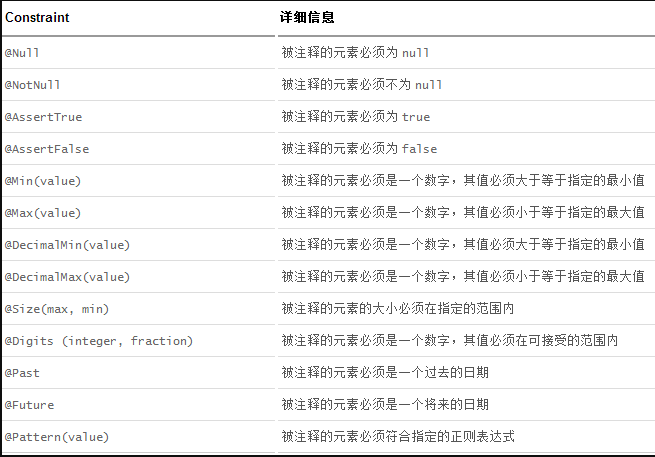 Constraint 详细信息
@Null 被注释的元素必须为 null
@NotNull 被注释的元素必须不为 null
@AssertTrue 被注释的元素必须为 true
@AssertFalse 被注释的元素必须为 false
@Min(value) 被注释的元素必须是一个数字，其值必须大于等于指定的最小值
@Max(value) 被注释的元素必须是一个数字，其值必须小于等于指定的最大值
@DecimalMin(value) 被注释的元素必须是一个数字，其值必须大于等于指定的最小值
@DecimalMax(value) 被注释的元素必须是一个数字，其值必须小于等于指定的最大值
@Size(max, min) 被注释的元素的大小必须在指定的范围内
@Digits (integer, fraction) 被注释的元素必须是一个数字，其值必须在可接受的范围内
@Past 被注释的元素必须是一个过去的日期
@Future 被注释的元素必须是一个将来的日期
@Pattern(value) 被注释的元素必须符合指定的正则表达式